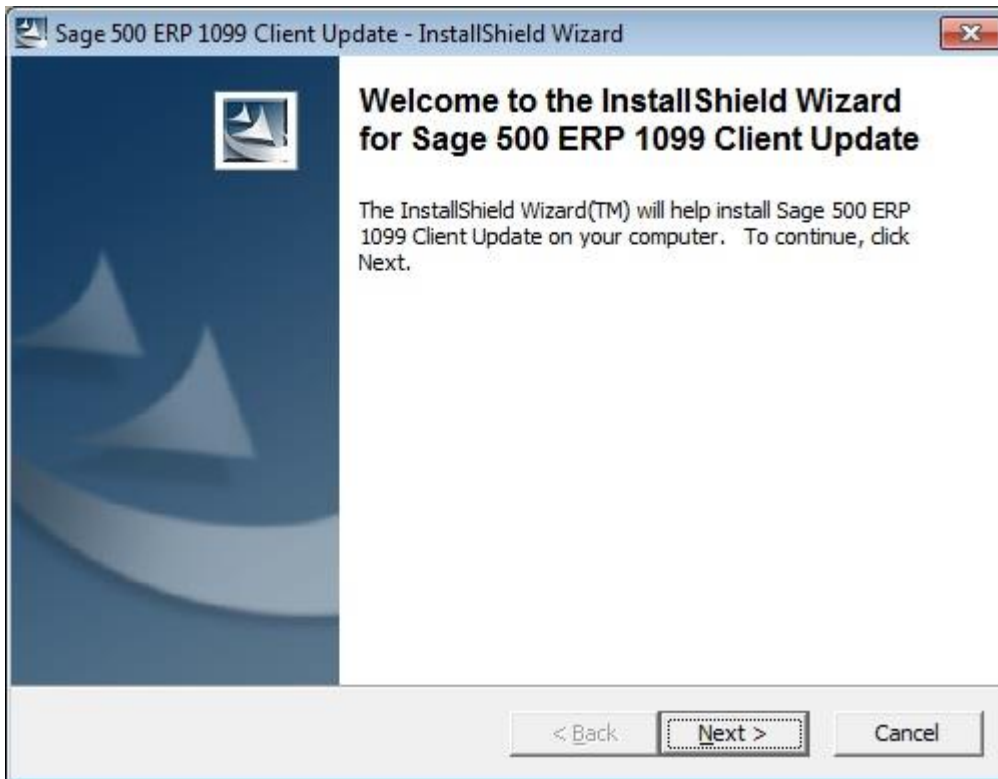 Sage 500 ERP 1099 Client Update - InstallShield Wizard
Welcome to the InstallShield Wizard
for Sage 500 ERP 1099 Client Update
The InstallShield Wizard(TM) will help install Sage 500 ERP
1099 Client Update on your computer. To continue, click
Next.
< Back Next > Cancel